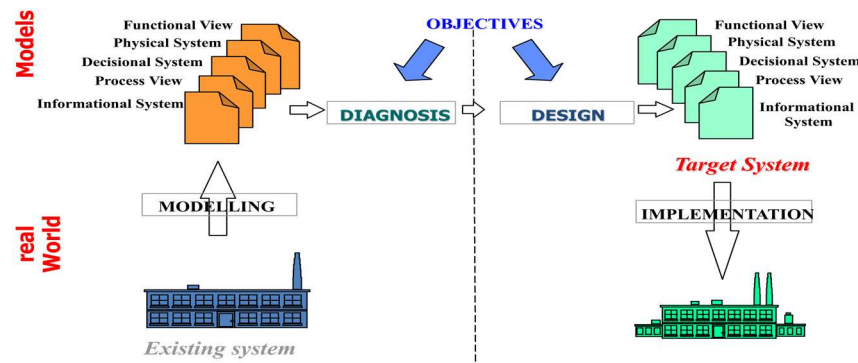 Models
Functional View
Physical System
Decisional System
Process View
Informational System
OBJECTIVES
DIAGNOSIS
DESIGN
Functional View
Physical System
Decisional System
Process View
Informational
System
Target System
real
World
MODELLING
IMPLEMENTATION
Existing system